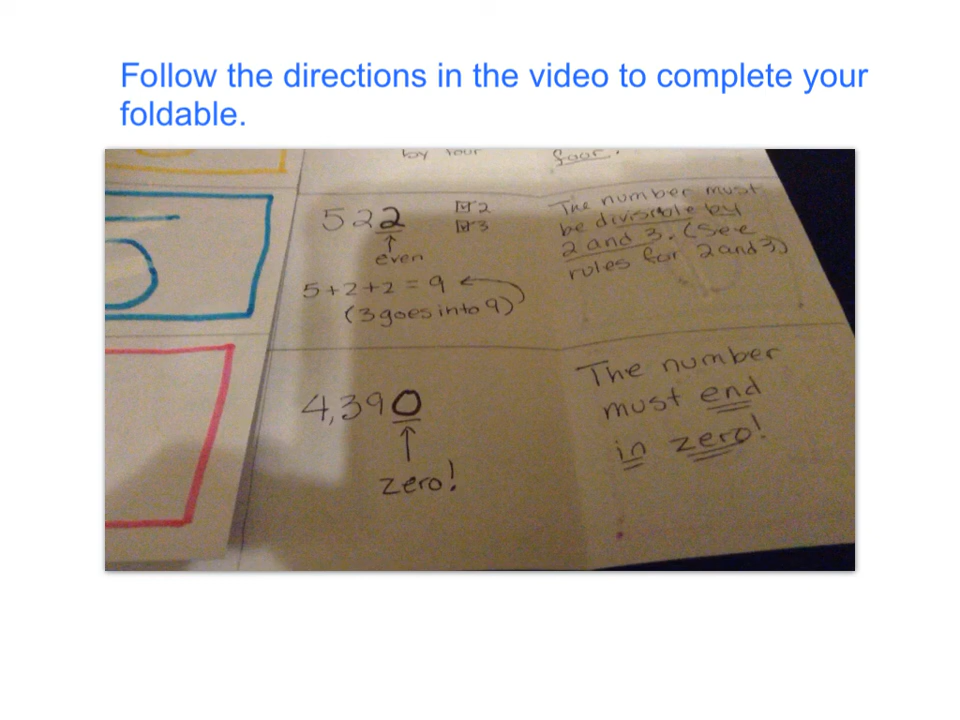 Follow the directions in the video to complete your
foldable.
by four
four.
522
☑2
☑3
↑
even
5+2+2=9
(3 goes into 9)
The number must
be divisible by
2 and 3. (See
rules for 2 and 3)
4,390
↑
zero!
The number
must end
in zero!